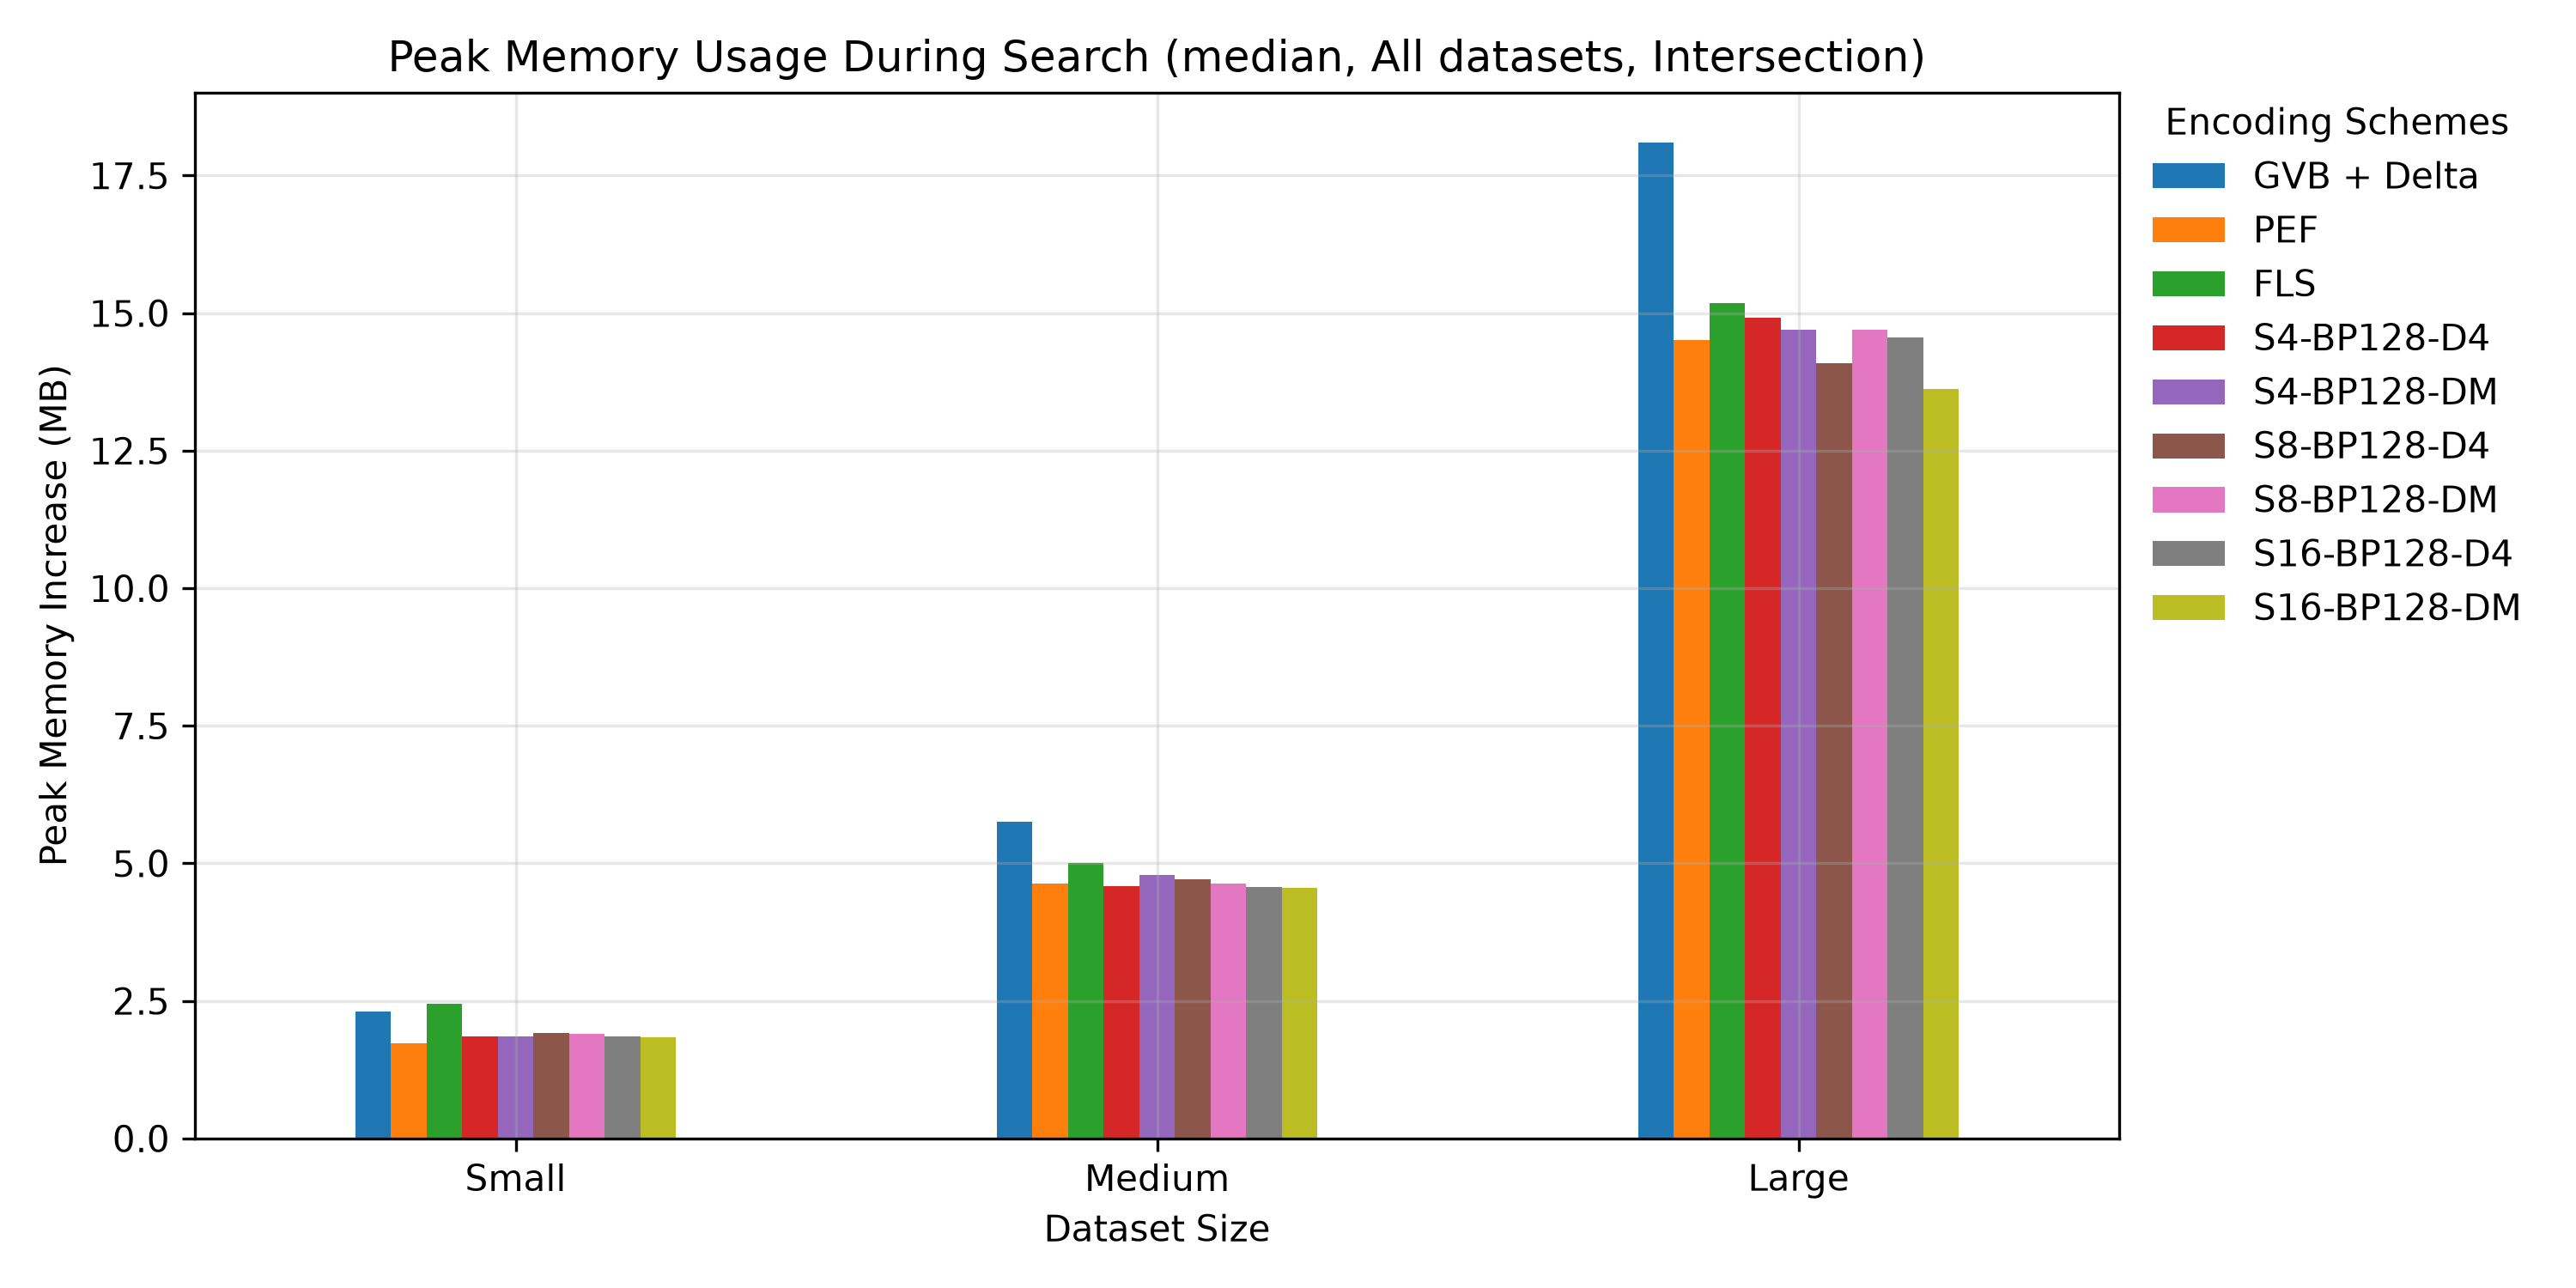 Peak Memory Usage During Search (median, All datasets, Intersection)
Peak Memory Increase (MB)
17.5
15.0
12.5
10.0
7.5
5.0
2.5
0.0
Small
Medium
Large
Dataset Size
Encoding Schemes
GVB + Delta
PEF
FLS
S4-BP128-D4
S4-BP128-DM
S8-BP128-D4
S8-BP128-DM
S16-BP128-D4
S16-BP128-DM